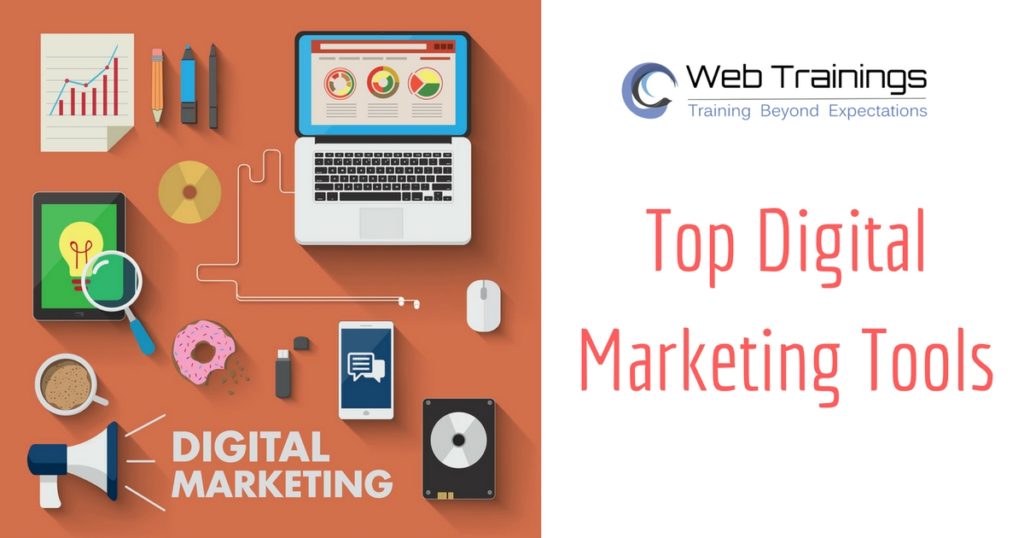 DIGITAL
MARKETING
Web Trainings
Training Beyond Expectations
Top Digital
Marketing Tools